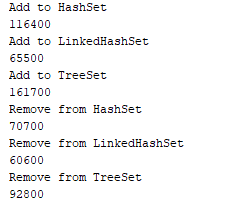 Add to HashSet
116400
Add to LinkedHashSet
65500
Add to TreeSet
161700
Remove from HashSet
70700
Remove from LinkedHashSet
60600
Remove from TreeSet
92800